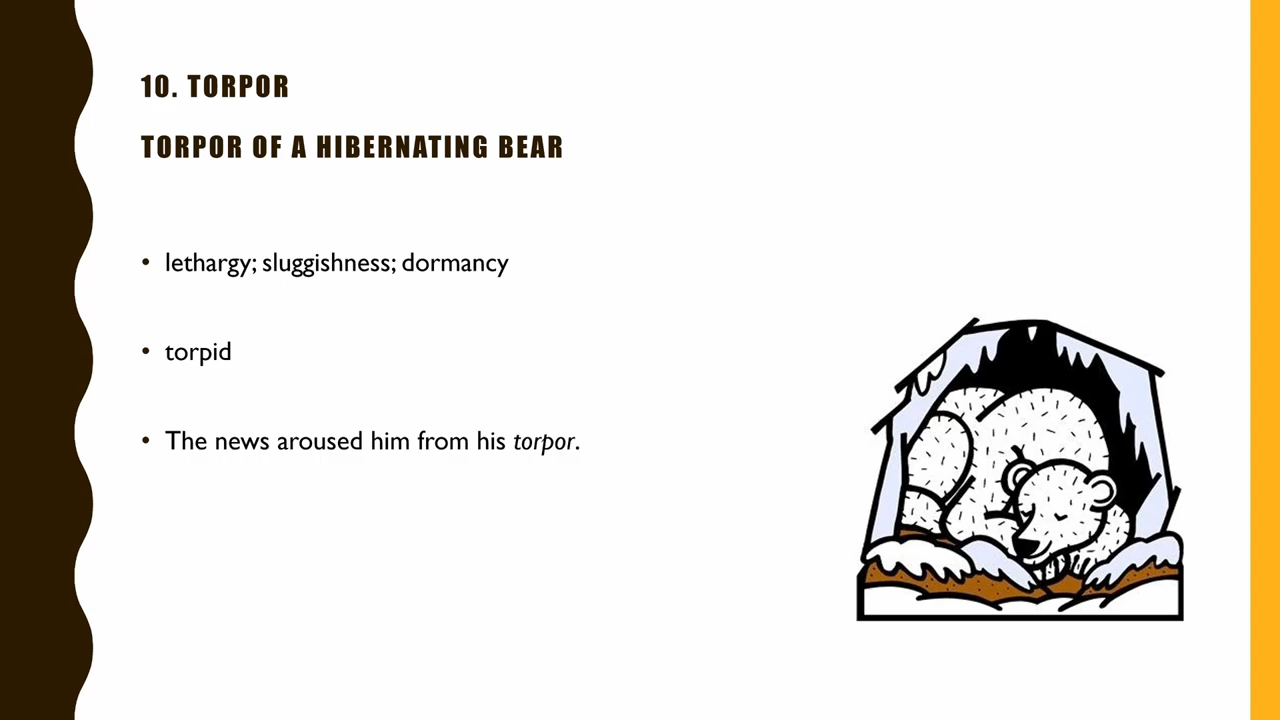 10. TORPOR
TORPOR OF A HIBERNATING BEAR
• lethargy; sluggishness; dormancy
• torpid
• The news aroused him from his torpor.